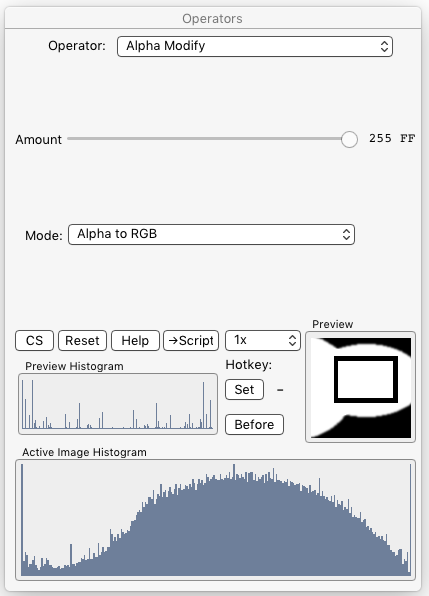 Operators
Operator: Alpha Modify
Amount 255 FF
Mode: Alpha to RGB
CS Reset Help →Script 1x
Preview
Preview Histogram
Hotkey:
Set –
Before
Active Image Histogram